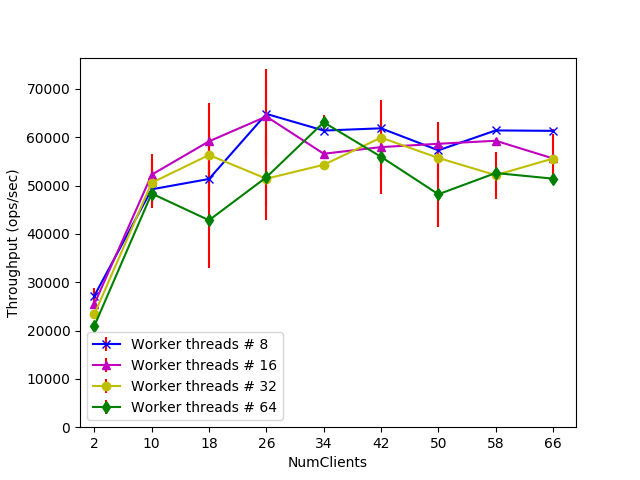 70000
60000
50000
40000
30000
20000
10000
0
Throughput (ops/sec)
Worker threads # 8
Worker threads # 16
Worker threads # 32
Worker threads # 64
2 10 18 26 34 42 50 58 66
NumClients